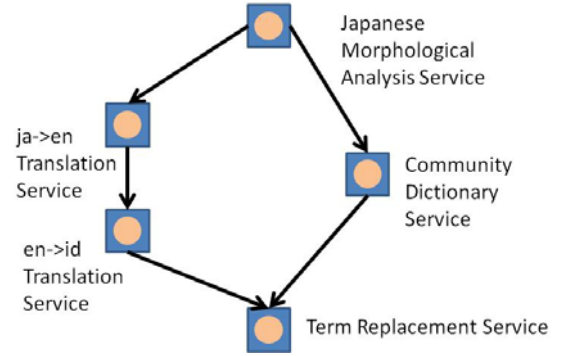 Japanese
Morphological
Analysis Service
ja->en
Translation
Service
Community
Dictionary
Service
en->id
Translation
Service
Term Replacement Service